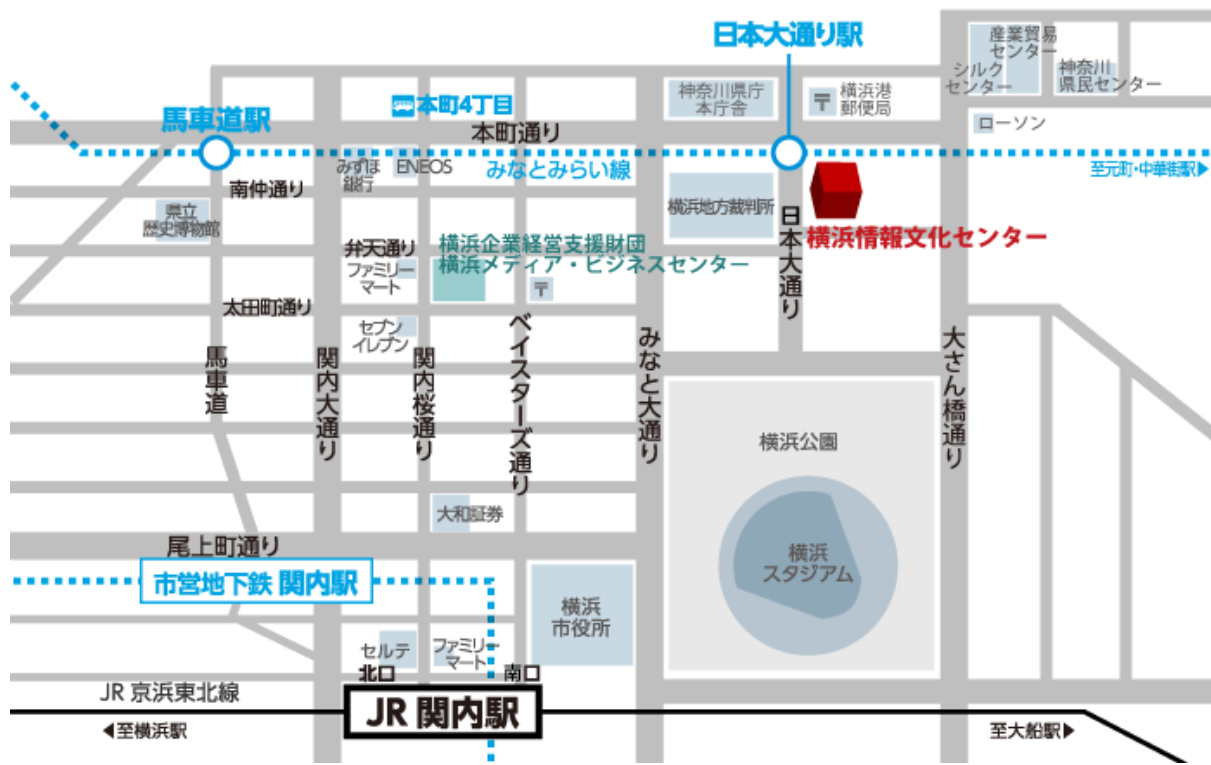 日本大通り駅
産業貿易
センター
シルク
センター
神奈川
県民センター
神奈川県庁
本庁舎
〒
横浜港
郵便局
本町4丁目
馬車道駅
本町通り
ローソン
みずほ
銀行
ENEOS
みなとみらい線
至元町・中華街駅▶
南仲通り
県立
歴史博物館
横浜地方裁判所
日本大通り
横浜情報文化センター
弁天通り
ファミリー
マート
横浜企業経営支援財団
横浜メディア・ビジネスセンター
〒
太田町通り
セブン
イレブン
馬車道
関内大通り
関内桜通り
ベイスターズ通り
みなと大通り
大さん橋通り
横浜公園
横浜
スタジアム
大和証券
尾上町通り
市営地下鉄 関内駅
横浜
市役所
セルテ
ファミリー
マート
北口
南口
JR 京浜東北線
JR 関内駅
◀至横浜駅
至大船駅▶